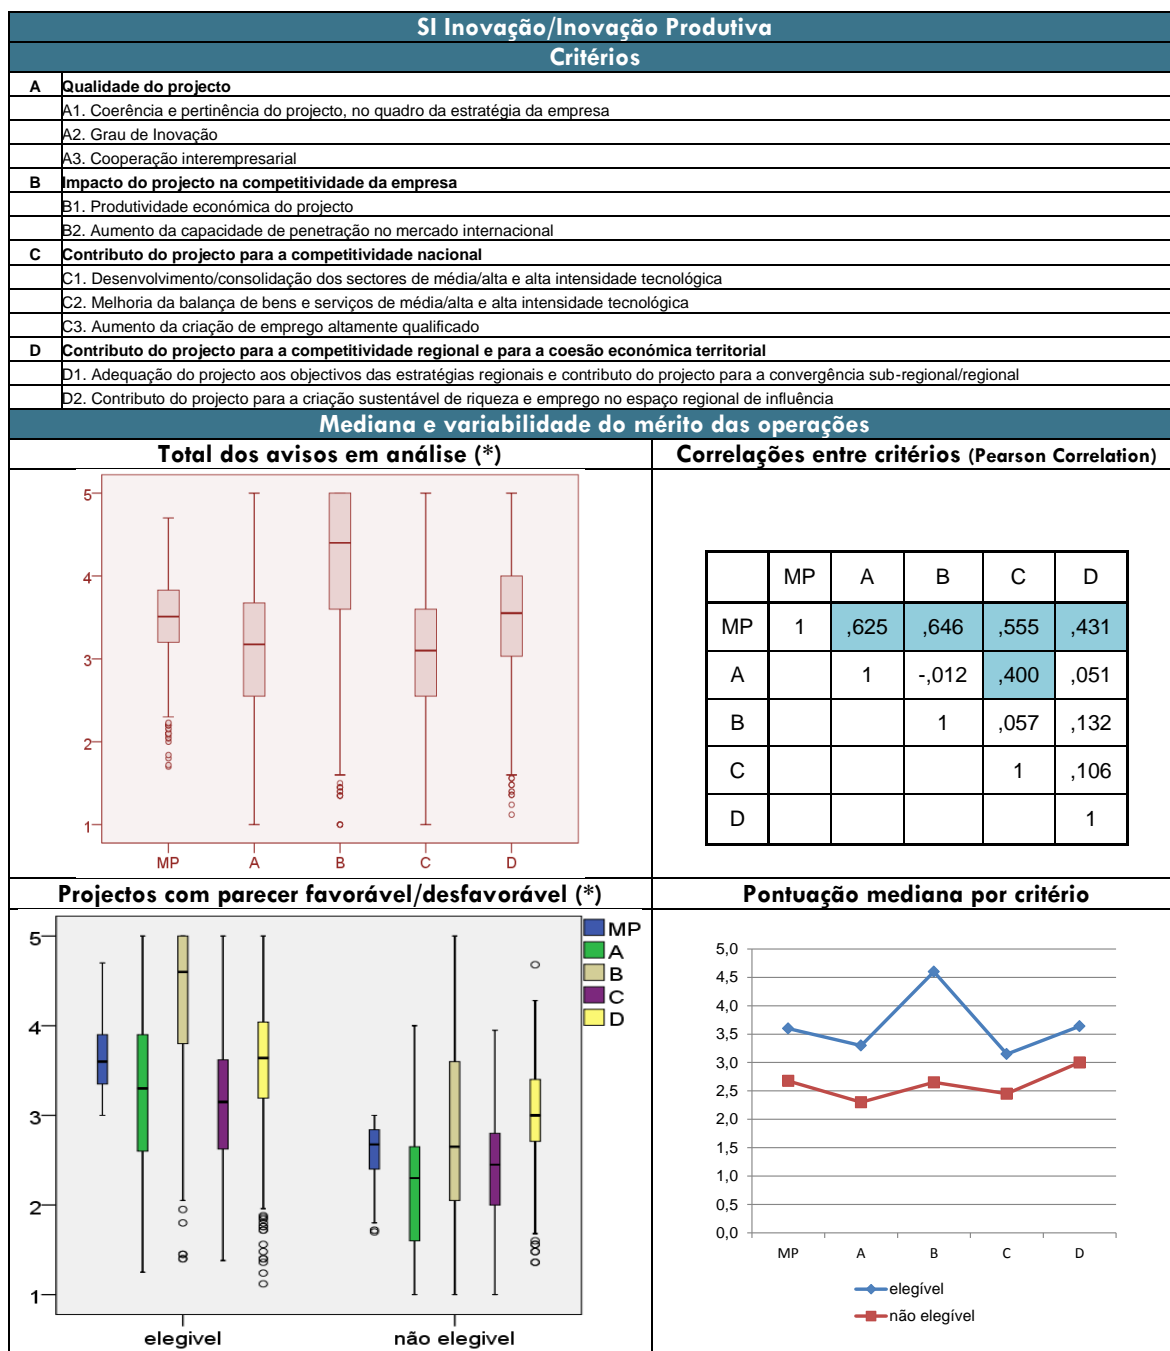 SI Inovação/Inovação Produtiva
Critérios
A Qualidade do projecto
A1. Coerência e pertinência do projecto, no quadro da estratégia da empresa
A2. Grau de Inovação
A3. Cooperação interempresarial
B Impacto do projecto na competitividade da empresa
B1. Produtividade económica do projecto
B2. Aumento da capacidade de penetração no mercado internacional
C Contributo do projecto para a competitividade nacional
C1. Desenvolvimento/consolidação dos sectores de média/alta e alta intensidade tecnológica
C2. Melhoria da balança de bens e serviços de média/alta e alta intensidade tecnológica
C3. Aumento da criação de emprego altamente qualificado
D Contributo do projecto para a competitividade regional e para a coesão económica territorial
D1. Adequação do projecto aos objectivos das estratégias regionais e contributo do projecto para a convergência sub-regional/regional
D2. Contributo do projecto para a criação sustentável de riqueza e emprego no espaço regional de influência
Mediana e variabilidade do mérito das operações
Total dos avisos em análise (*)
5
4
3
2
1
MP A B C D
Correlações entre critérios (Pearson Correlation)
MP A B C D
MP 1 ,625 ,646 ,555 ,431
A 1 -,012 ,400 ,051
B 1 ,057 ,132
C 1 ,106
D 1
Projectos com parecer favorável/desfavorável (*)
5
4
3
2
1
elegivel não elegivel
MP
A
B
C
D
Pontuação mediana por critério
5,0
4,5
4,0
3,5
3,0
2,5
2,0
1,5
1,0
0,5
0,0
MP A B C D
elegível
não elegível